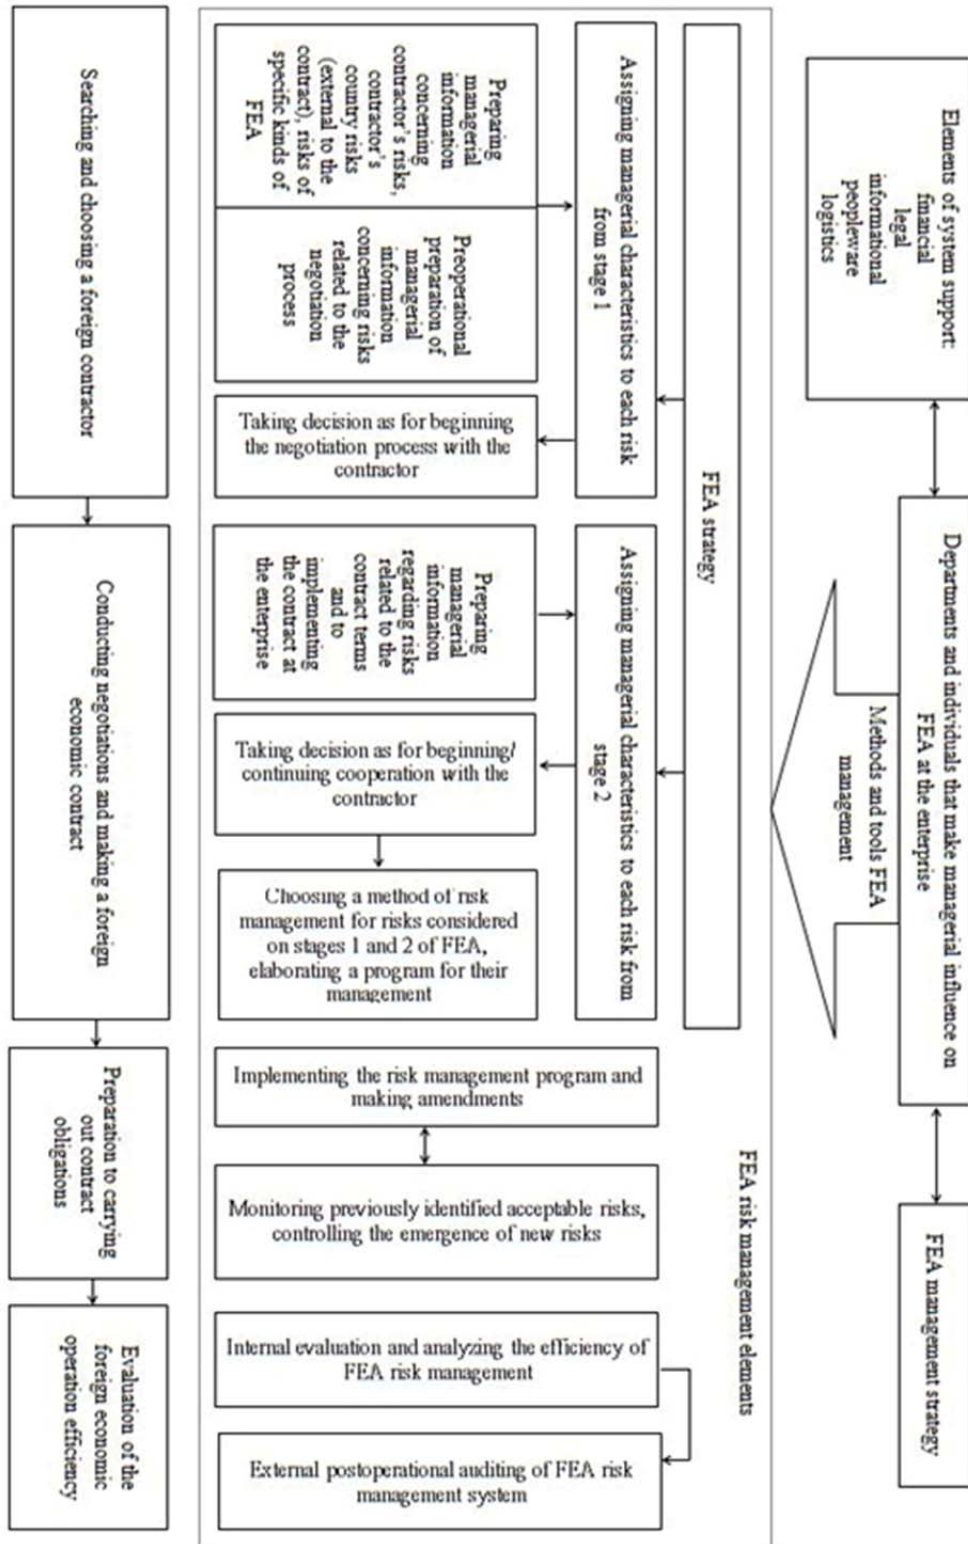 Elements of system support:
financial
legal
informational
peopleware
logistics
Departments and individuals that make managerial influence on
FEA at the enterprise
FEA management strategy
Methods and tools FEA
management
FEA risk management elements
FEA strategy
Assigning managerial characteristics to each risk
from stage 1
Assigning managerial characteristics to each risk from
stage 2
Preparing
managerial
information
concerning
contractor's risks,
contractor's
country risks
(external to the
contract), risks of
specific kinds of
FEA
Preoperational
preparation of
managerial
information
concerning risks
related to the
negotiation
process
Taking decision as for beginning
the negotiation process with the
contractor
Preparing
managerial
information
regarding risks
related to the
contract terms
and to
implementing
the contract at
the enterprise
Taking decision as for beginning/
continuing cooperation with the
contractor
Choosing a method of risk
management for risks considered
on stages 1 and 2 of FEA,
elaborating a program for their
management
Implementing the risk management program and
making amendments
Monitoring previously identified acceptable risks,
controlling the emergence of new risks
Internal evaluation and analyzing the efficiency of
FEA risk management
External postoperational auditing of FEA risk
management system
Searching and choosing a foreign contractor
Conducting negotiations and making a foreign
economic contract
Preparation to carrying
out contract
obligations
Evaluation of the
foreign economic
operation efficiency